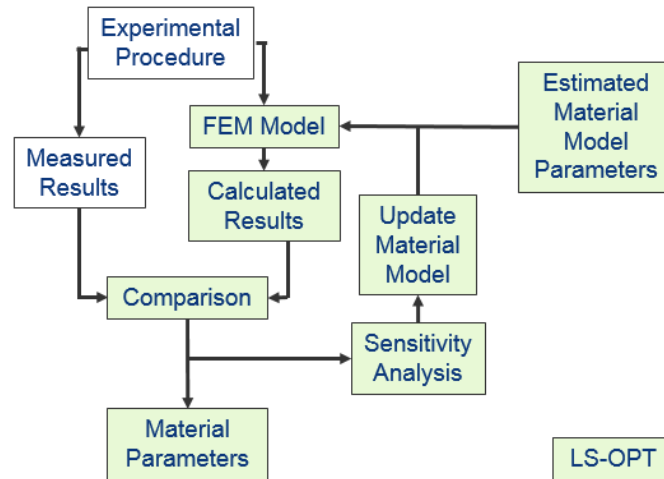 Experimental
Procedure
Estimated
Material
Model
Parameters
FEM Model
Measured
Results
Calculated
Results
Update
Material
Model
Comparison
Sensitivity
Analysis
Material
Parameters
LS-OPT